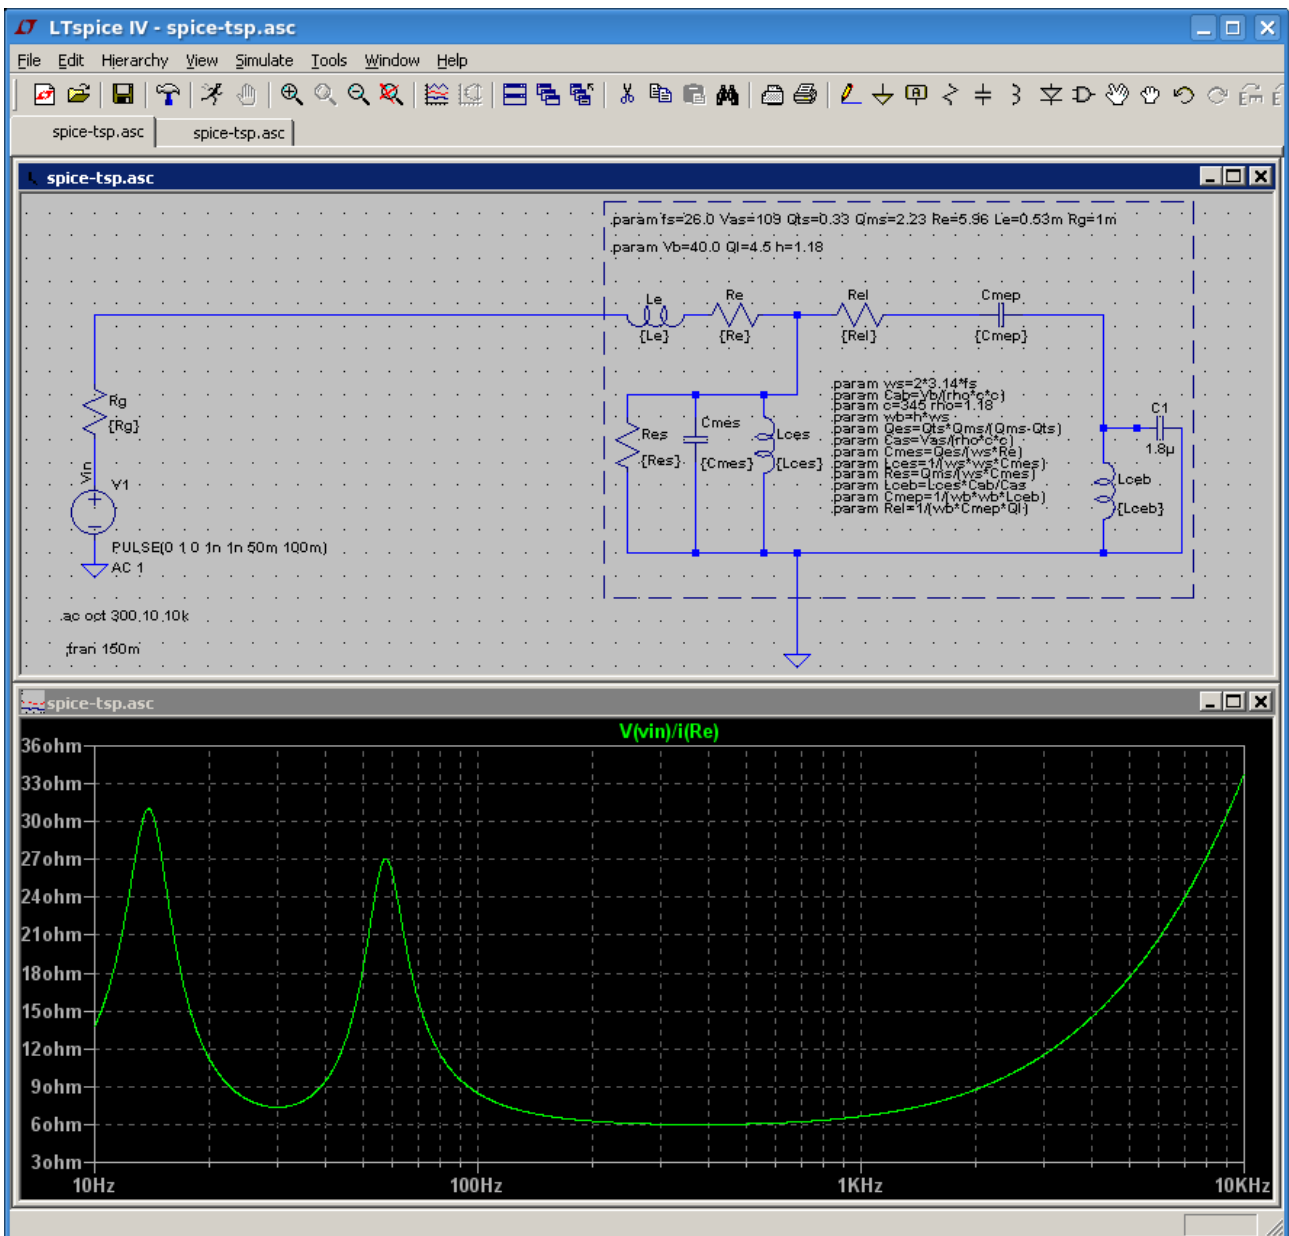 LTspice IV - spice-tsp.asc
File Edit Hierarchy View Simulate Tools Window Help
spice-tsp.asc spice-tsp.asc
spice-tsp.asc
.param fs=26.0 Vas=109 Qts=0.33 Qms=2.23 Re=5.96 Le=0.53m Rg=1m
.param Vb=40.0 Ql=4.5 h=1.18
Le Re Rel Cmep
{Le} {Re} {Rel} {Cmep}
.param ws=2*3.14*fs
.param Cab=Vb/(rho*c*c)
.param c=345 rho=1.18
.param wb=h*ws
.param Qes=Qts*Qms/(Qms-Qts)
.param Cas=Vas/(rho*c*c)
.param Cmes=Qes/(ws*Re)
.param Lces=1/(ws*ws*Cmes)
.param Res=Qms/(ws*Cmes)
.param Lceb=Lces*Cab/Cas
.param Cmep=1/(wb*wb*Lceb)
.param Rel=1/(wb*Cmep*Ql)
Rg
{Rg}
Res Cmes Lces
{Res} {Cmes} {Lces}
C1
1.8µ
Lceb
{Lceb}
Vin
V1
PULSE(0 1 0 1n 1n 50m 100m)
AC 1
.ac oct 300 10 10k
;tran 150m
spice-tsp.asc
V(vin)/i(Re)
36ohm
33ohm
30ohm
27ohm
24ohm
21ohm
18ohm
15ohm
12ohm
9ohm
6ohm
3ohm
10Hz 100Hz 1KHz 10KHz